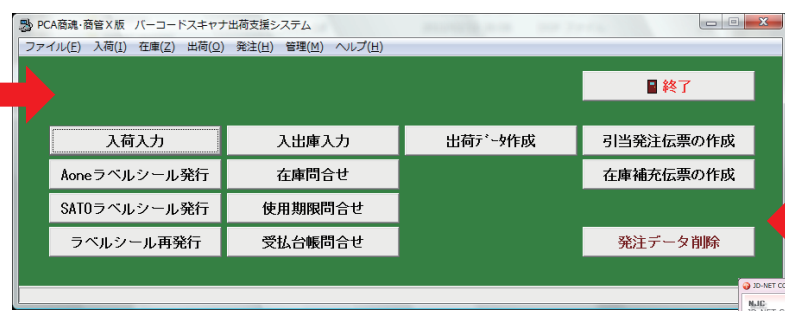 PCA商魂･商管X版 バーコードスキャナ出荷支援システム
ファイル(F) 入荷(I) 在庫(Z) 出荷(O) 発注(H) 管理(M) ヘルプ(H)
終了
入荷入力 入出庫入力 出荷ﾃﾞｰﾀ作成 引当発注伝票の作成
Aoneラベルシール発行 在庫問合せ 在庫補充伝票の作成
SATOラベルシール発行 使用期限問合せ
ラベルシール再発行 受払台帳問合せ 発注データ削除
JD-NET CO
NJC